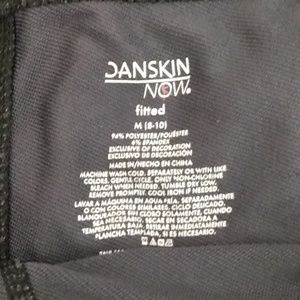 DANSKIN
NOW®
fitted
M (8-10)
94% POLYESTER/POLIÉSTER
6% SPANDEX
EXCLUSIVE OF DECORATION
EXCLUSIVO DE DECORACIÓN
MADE IN/HECHO EN CHINA
MACHINE WASH COLD, SEPARATELY OR WITH LIKE
COLORS. GENTLE CYCLE. ONLY NON-CHLORINE
BLEACH WHEN NEEDED. TUMBLE DRY LOW.
REMOVE PROMPTLY. COOL IRON IF NEEDED.
LAVAR A MÁQUINA EN AGUA FRÍA, SEPARADAMENTE
O CON COLORES SIMILARES. CICLO DELICADO.
BLANQUEADOR SIN CLORO SOLAMENTE, CUANDO
SEA NECESARIO. SECAR EN SECADORA A
TEMPERATURA BAJA. RETIRAR PRONTAMENTE.
PLANCHA TEMPLADA, SI ES NECESARIO.